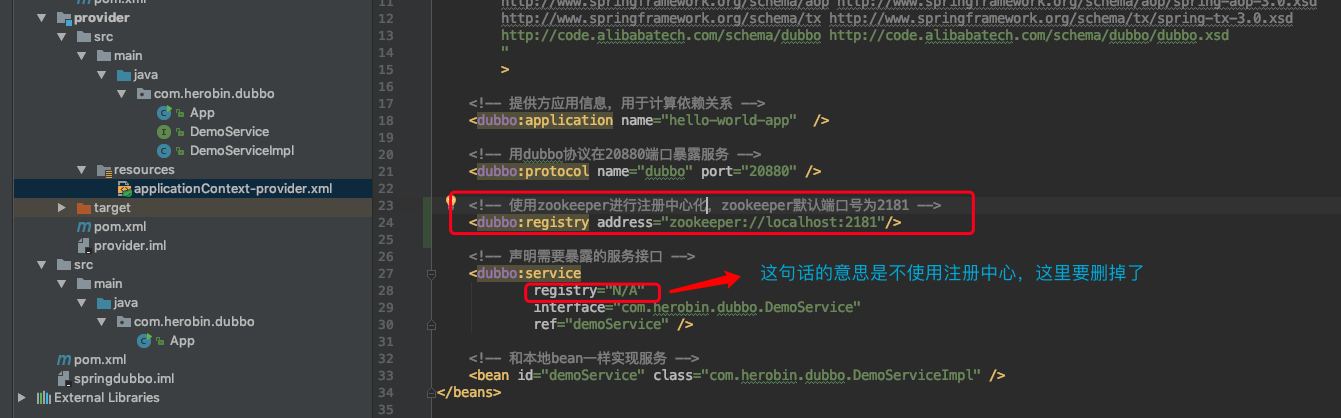 pom.xml
provider
src
main
java
com.herobin.dubbo
App
DemoService
DemoServiceImpl
resources
applicationContext-provider.xml
target
pom.xml
provider.iml
src
main
java
com.herobin.dubbo
App
pom.xml
springdubbo.iml
External Libraries
11 http://www.springframework.org/schema/aop http://www.springframework.org/schema/aop/spring-aop-3.0.xsd
12 http://www.springframework.org/schema/tx http://www.springframework.org/schema/tx/spring-tx-3.0.xsd
13 http://code.alibabatech.com/schema/dubbo http://code.alibabatech.com/schema/dubbo/dubbo.xsd
14 "
15 >
16
17 <!-- 提供方应用信息，用于计算依赖关系 -->
18 <dubbo:application name="hello-world-app" />
19
20 <!-- 用dubbo协议在20880端口暴露服务 -->
21 <dubbo:protocol name="dubbo" port="20880" />
22
23 <!-- 使用zookeeper进行注册中心化，zookeeper默认端口号为2181 -->
24 <dubbo:registry address="zookeeper://localhost:2181"/>
25
26 <!-- 声明需要暴露的服务接口 -->
27 <dubbo:service
28 registry="N/A"
这句话的意思是不使用注册中心，这里要删掉了
29 interface="com.herobin.dubbo.DemoService"
30 ref="demoService" />
31
32 <!-- 和本地bean一样实现服务 -->
33 <bean id="demoService" class="com.herobin.dubbo.DemoServiceImpl" />
34 </beans>
35